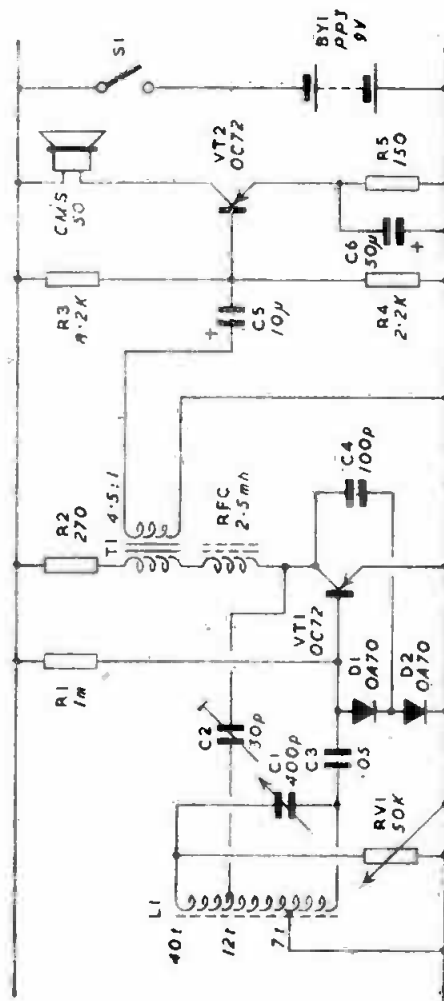 S1
BY1
PP3
9V
CMS
50
VT2
OC72
R5
150
C6
50µ
+
R3
R4
2·2K
+
C5
10µ
4·5:1
T1
R2
270
RFC
2·5mh
C4
100p
VT1
OC72
R1
1m
D1
OA70
D2
OA70
C2
30p
C1
400p
C3
·05
RV1
50K
L1
40t
12t
7t